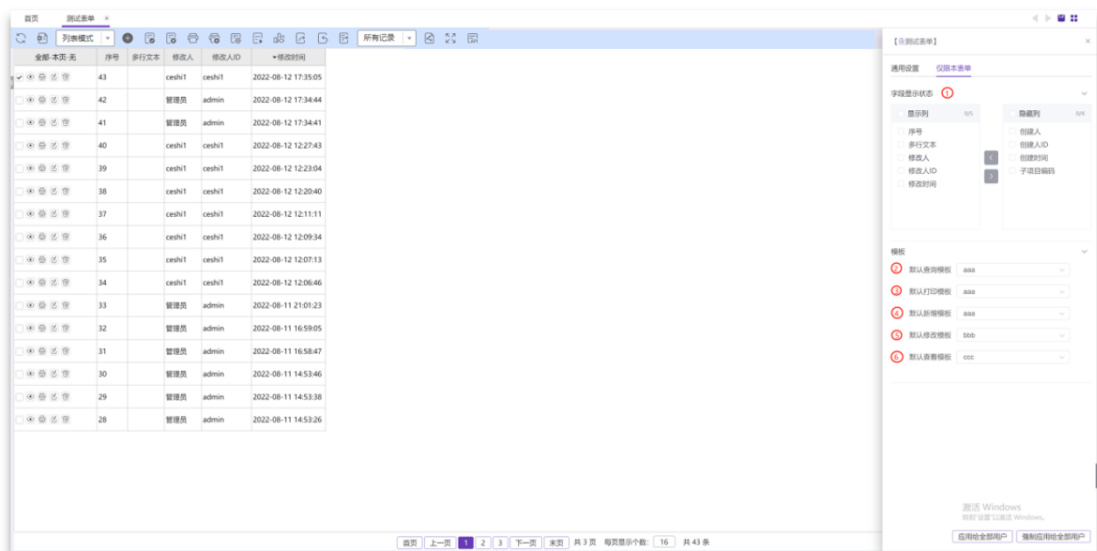 首页 测试表单 ×
列表模式 所有记录
全部-本页-无 序号 多行文本 修改人 修改人ID 修改时间
43 ceshi1 ceshi1 2022-08-12 17:35:05
42 管理员 admin 2022-08-12 17:34:44
41 管理员 admin 2022-08-12 17:34:41
40 ceshi1 ceshi1 2022-08-12 12:27:43
39 ceshi1 ceshi1 2022-08-12 12:23:04
38 ceshi1 ceshi1 2022-08-12 12:20:40
37 ceshi1 ceshi1 2022-08-12 12:11:11
36 ceshi1 ceshi1 2022-08-12 12:09:34
35 ceshi1 ceshi1 2022-08-12 12:07:13
34 ceshi1 ceshi1 2022-08-12 12:06:46
33 管理员 admin 2022-08-11 21:01:23
32 管理员 admin 2022-08-11 16:59:05
31 管理员 admin 2022-08-11 16:58:47
30 管理员 admin 2022-08-11 14:53:46
29 管理员 admin 2022-08-11 14:53:38
28 管理员 admin 2022-08-11 14:53:26
首页 上一页 1 2 3 下一页 末页 共 3 页 每页显示个数: 16 共 43 条
测试表单】 ×
通用设置 仅限本表单
字段显示状态 1
显示列 0/5 隐藏列 0/4
序号 创建人
多行文本 创建人ID
修改人 创建时间
修改人ID 子项目编码
修改时间
模板
2 默认查询模板 aaa
3 默认打印模板 aaa
4 默认新增模板 aaa
5 默认修改模板 bbb
6 默认查看模板 ccc
激活 Windows
转到"设置"以激活 Windows。
应用给全部用户 强制应用给全部用户